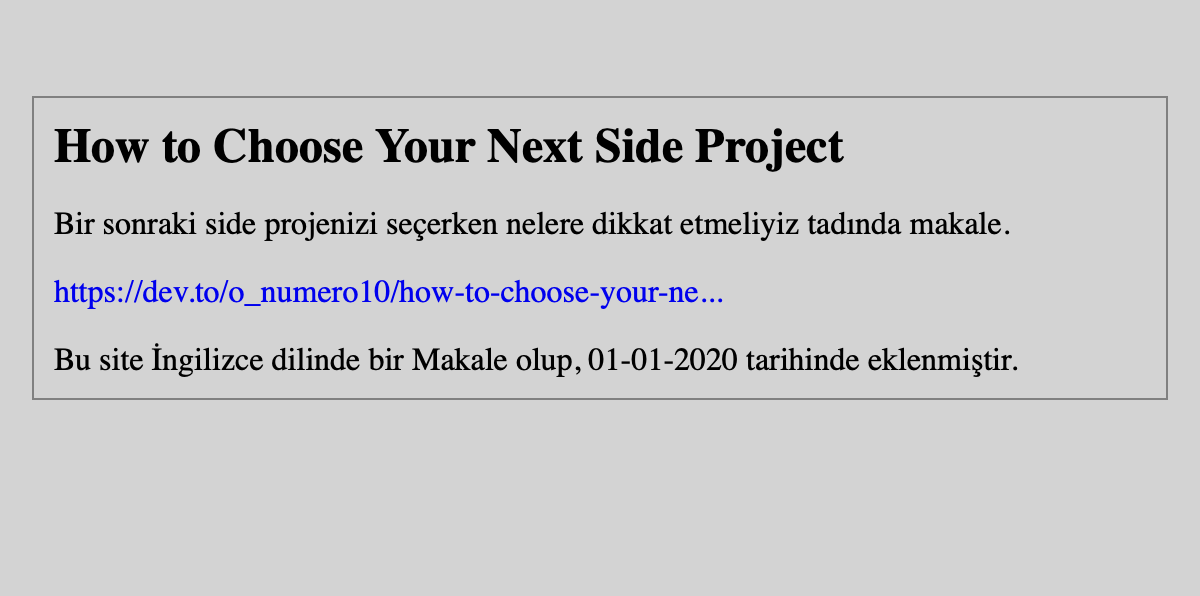 How to Choose Your Next Side Project
Bir sonraki side projenizi seçerken nelere dikkat etmeliyiz tadında makale.
https://dev.to/o_numero10/how-to-choose-your-ne...
Bu site İngilizce dilinde bir Makale olup, 01-01-2020 tarihinde eklenmiştir.